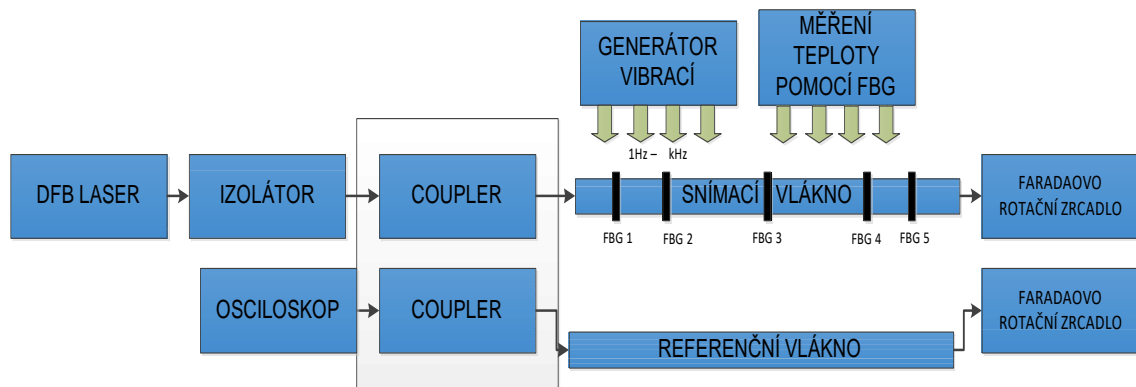 GENERÁTOR
VIBRACÍ
MĚŘENÍ
TEPLOTY
POMOCÍ FBG
1Hz – kHz
DFB LASER
IZOLÁTOR
COUPLER
SNÍMACÍ VLÁKNO
FARADAOVO
ROTAČNÍ ZRCADLO
FBG 1
FBG 2
FBG 3
FBG 4
FBG 5
OSCILOSKOP
COUPLER
REFERENČNÍ VLÁKNO
FARADAOVO
ROTAČNÍ ZRCADLO